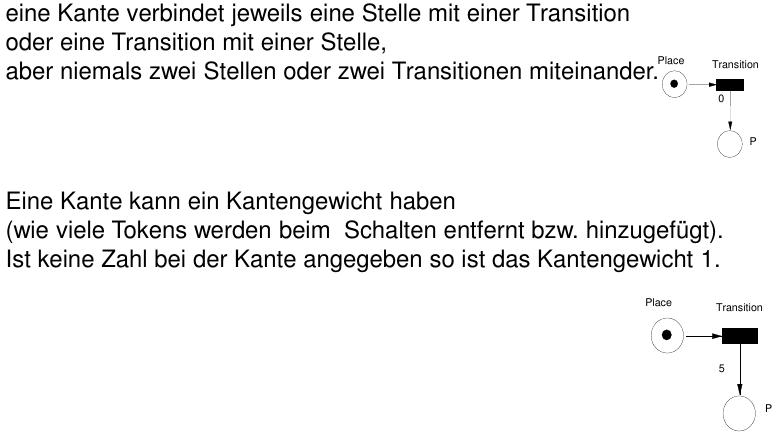 eine Kante verbindet jeweils eine Stelle mit einer Transition
oder eine Transition mit einer Stelle,
aber niemals zwei Stellen oder zwei Transitionen miteinander.
Place
Transition
0
P
Eine Kante kann ein Kantengewicht haben
(wie viele Tokens werden beim  Schalten entfernt bzw. hinzugefügt).
Ist keine Zahl bei der Kante angegeben so ist das Kantengewicht 1.
Place
Transition
5
P